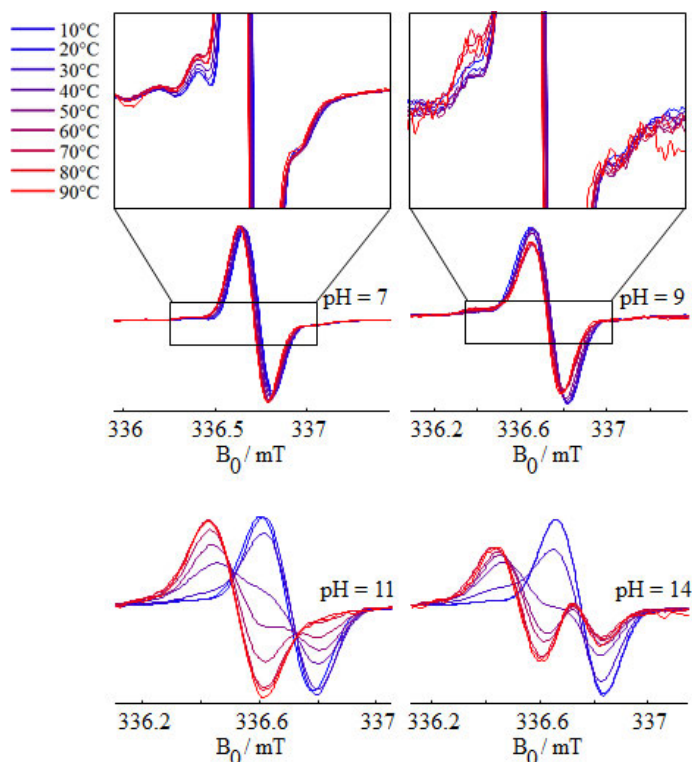 10°C
20°C
30°C
40°C
50°C
60°C
70°C
80°C
90°C
pH = 7
pH = 9
336 336.5 337
336.2 336.6 337
B0 / mT
B0 / mT
pH = 11
pH = 14
336.2 336.6 337
336.2 336.6 337
B0 / mT
B0 / mT